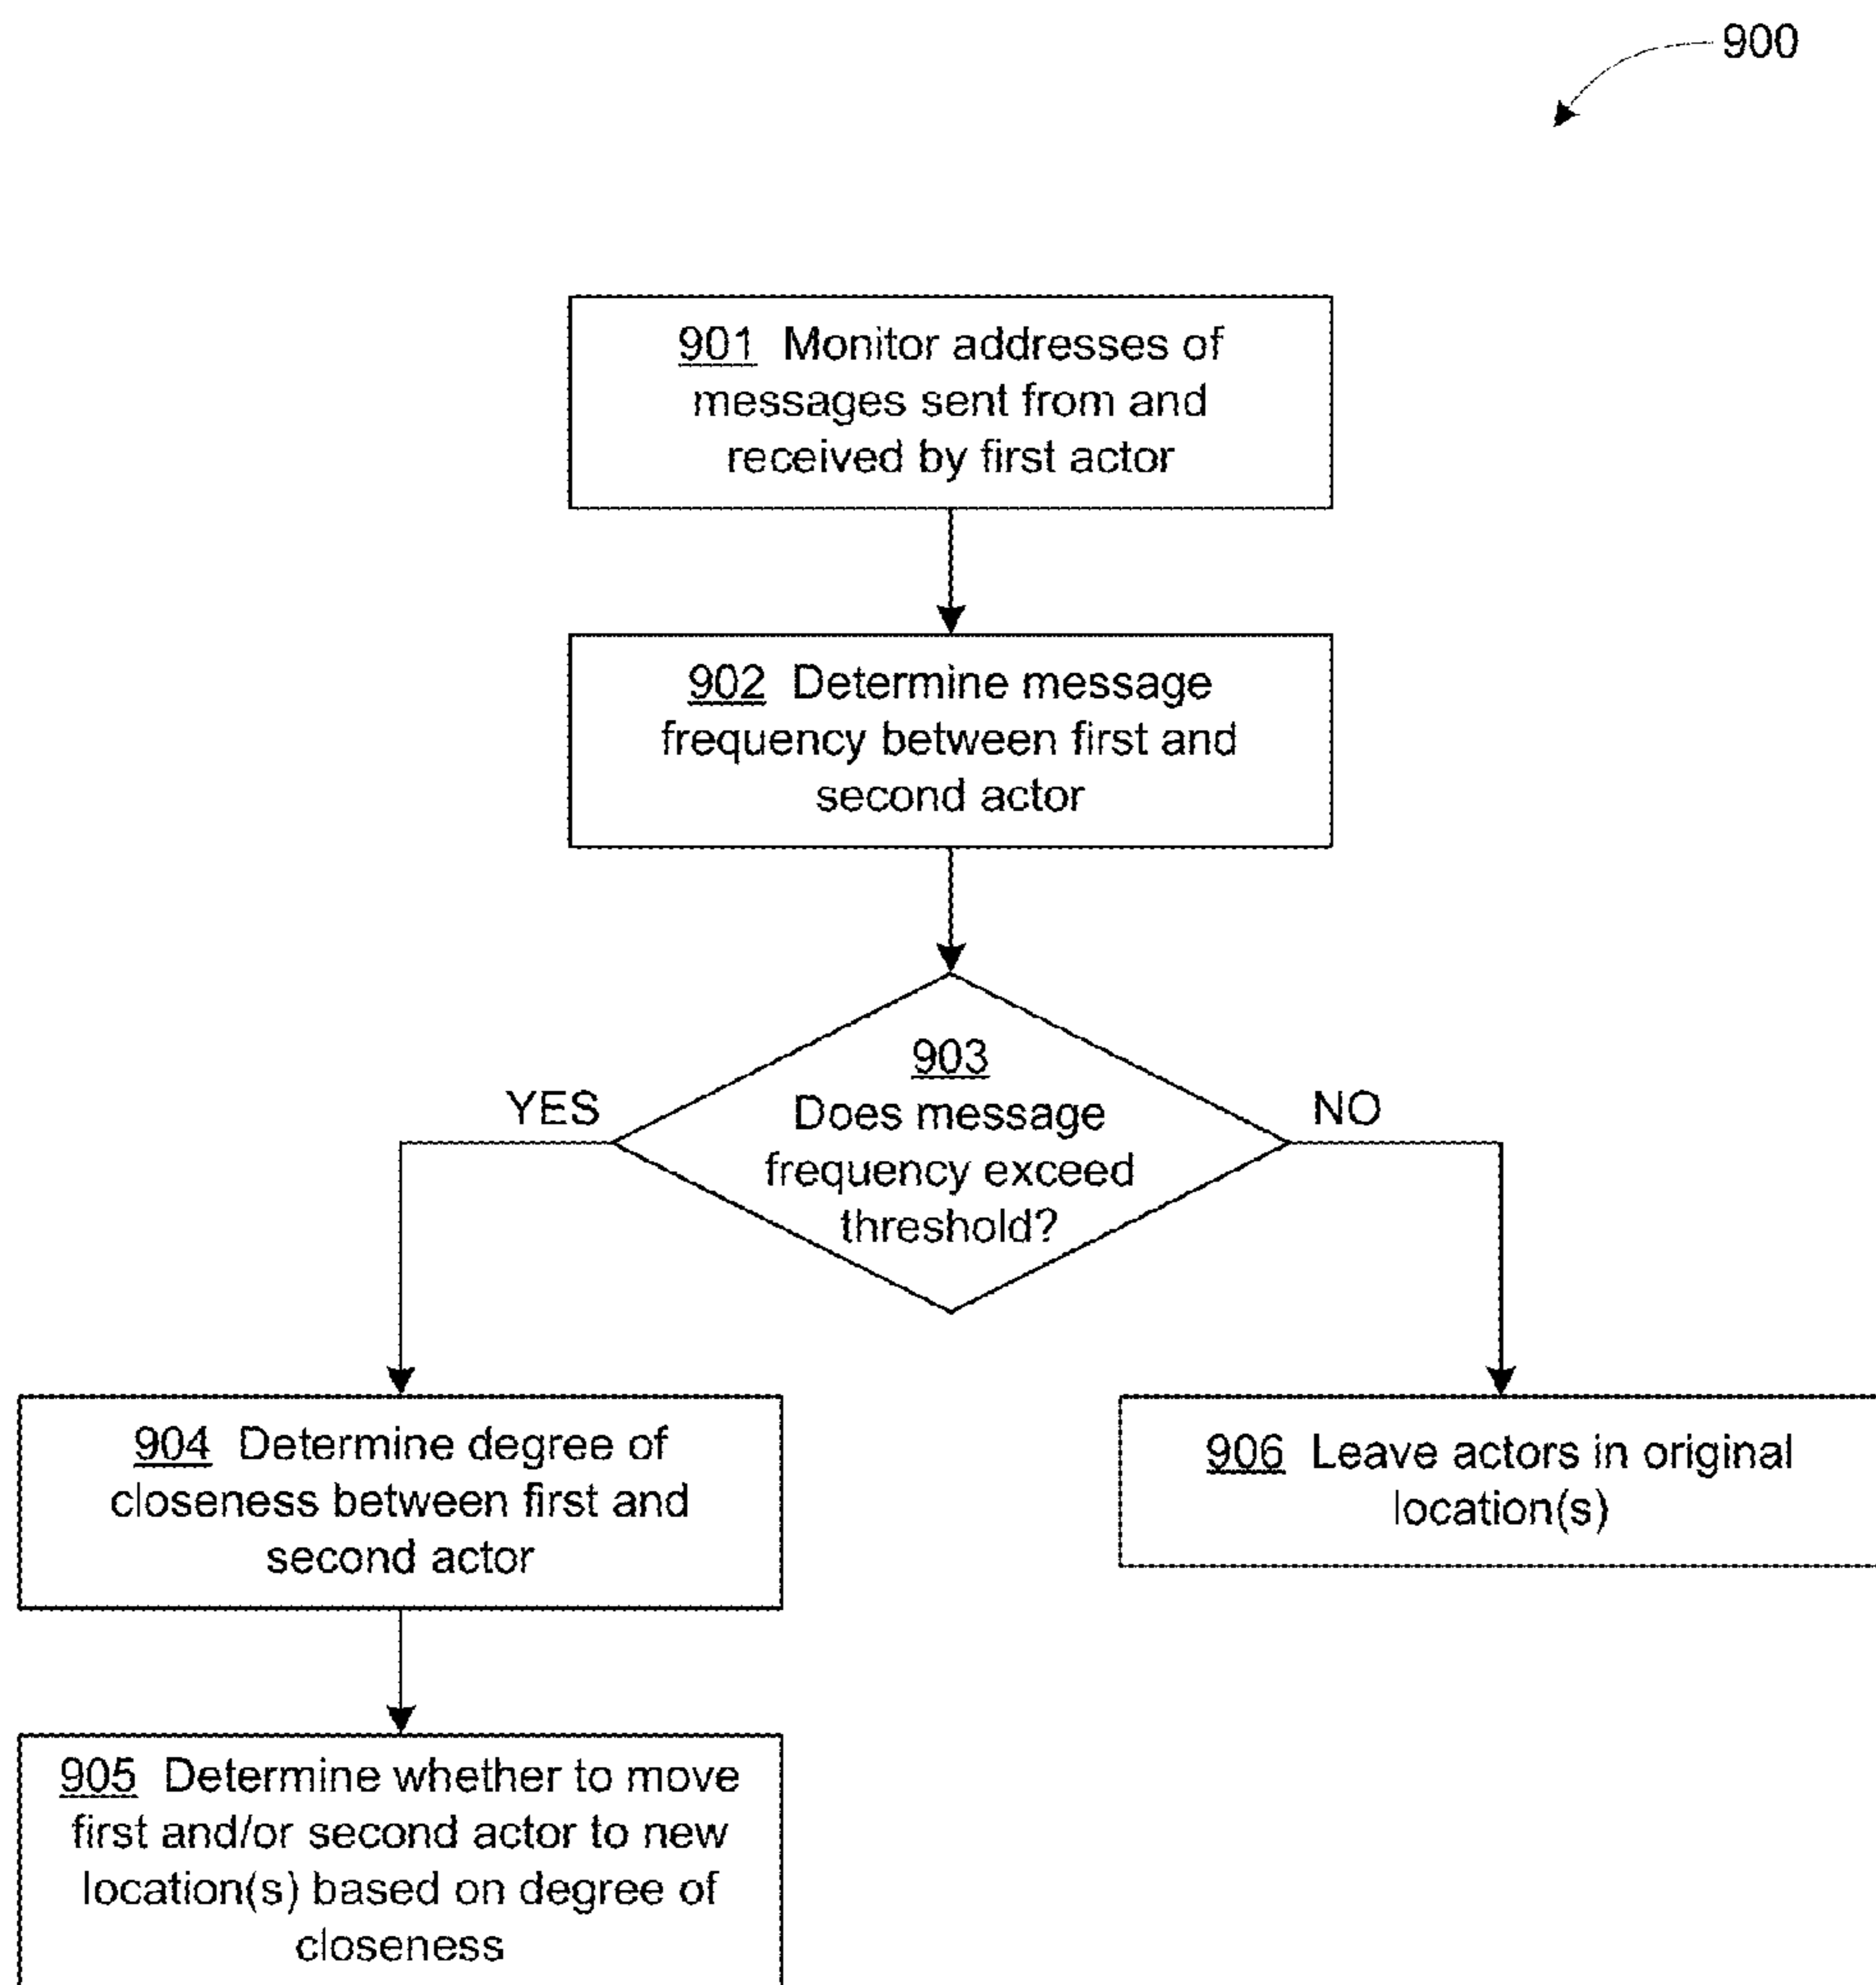 900
901 Monitor addresses of
messages sent from and
received by first actor
902 Determine message
frequency between first and
second actor
903
Does message
frequency exceed
threshold?
YES
NO
904 Determine degree of
closeness between first and
second actor
906 Leave actors in original
location(s)
905 Determine whether to move
first and/or second actor to new
location(s) based on degree of
closeness